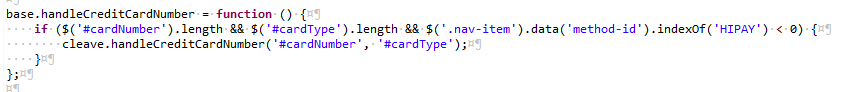 base.handleCreditCardNumber = function () {
    if ($('#cardNumber').length && $('#cardType').length && $('.nav-item').data('method-id').indexOf('HIPAY') < 0) {
        cleave.handleCreditCardNumber('#cardNumber', '#cardType');
    }
};